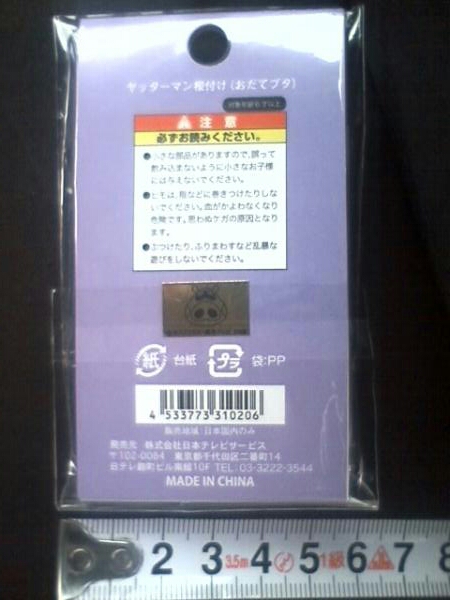 ヤッターマン根付け(おだてブタ)
対象年齢6才以上
注意
必ずお読みください。
●小さな部品がありますので、誤って
飲み込まないように小さなお子様
には与えないでください。
●ヒモは、指などに巻きつけたりしな
いでください。血がかよわなくなり
危険です。思わぬケガの原因となり
ます。
●ぶつけたり、ふりまわすなど乱暴な
遊びをしないでください。
紙 台紙 プラ 袋:PP
4 533773 310206
販売地域:日本国内のみ
発売元 株式会社日本テレビサービス
〒102-0084 東京都千代田区二番町14
日テレ麹町ビル南館10F TEL:03-3222-3544
MADE IN CHINA
2 3 3.5m 4 5 1級 6 7 8